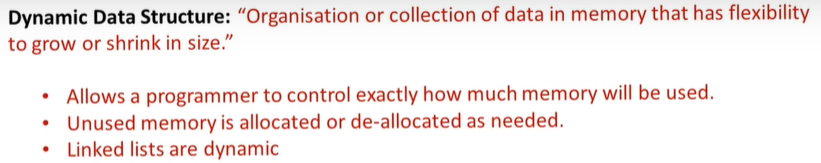 Dynamic Data Structure: “Organisation or collection of data in memory that has flexibility
to grow or shrink in size.”
• Allows a programmer to control exactly how much memory will be used.
• Unused memory is allocated or de-allocated as needed.
• Linked lists are dynamic